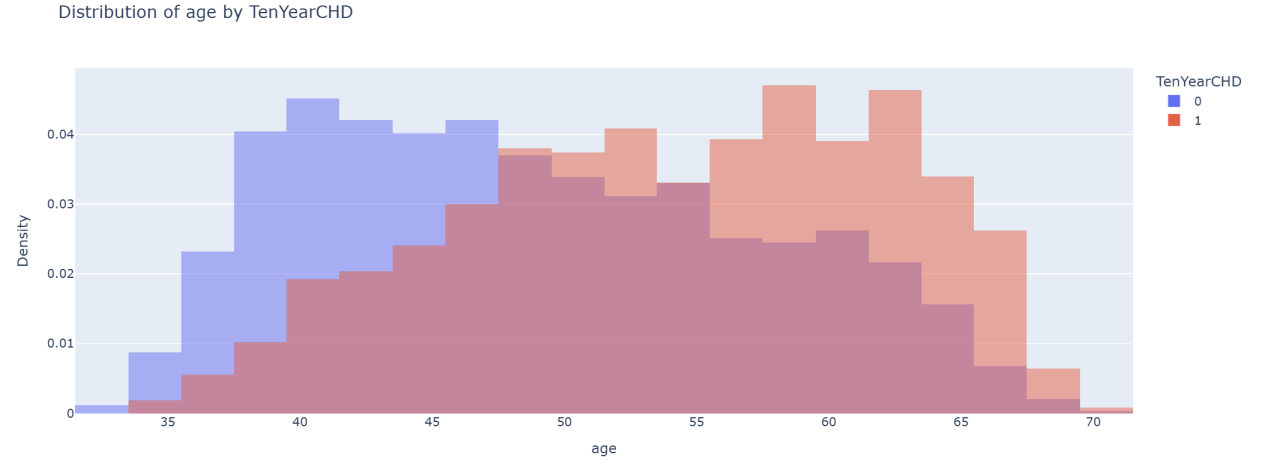 Distribution of age by TenYearCHD
TenYearCHD
0
1
Density
0.04
0.03
0.02
0.01
0
35 40 45 50 55 60 65 70
age